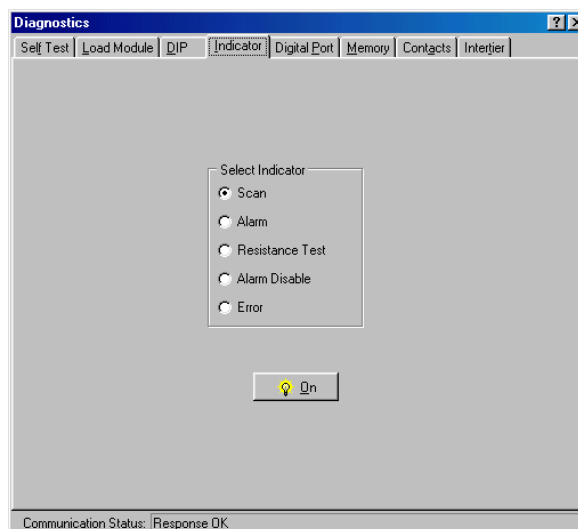 Diagnostics
Self Test Load Module DIP Indicator Digital Port Memory Contacts Intertier
Select Indicator
Scan
Alarm
Resistance Test
Alarm Disable
Error
On
Communication Status: Response OK